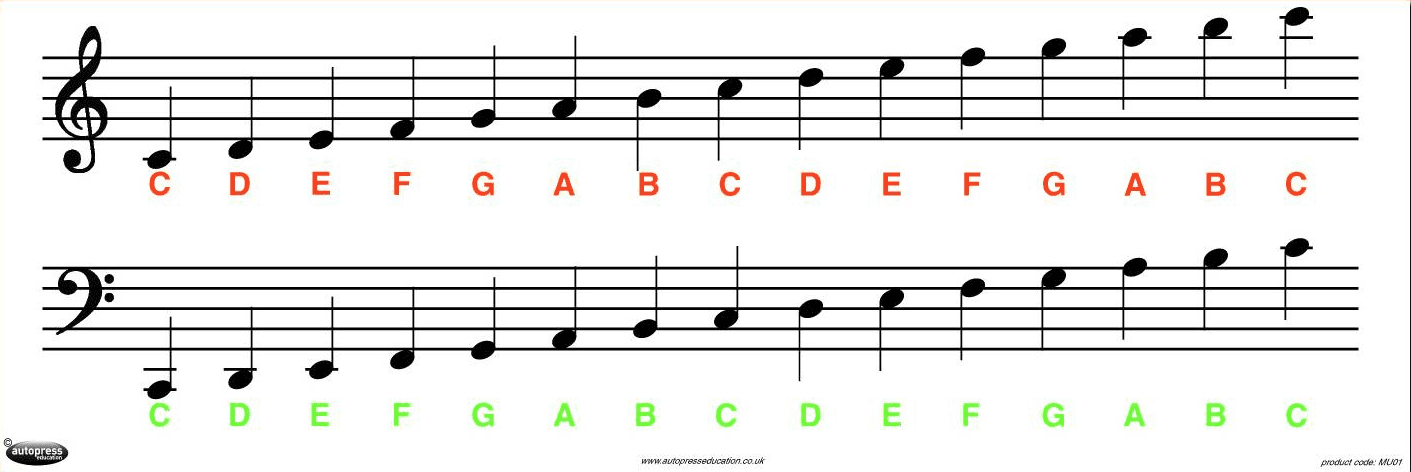 C D E F G A B C D E F G A B C
C D E F G A B C D E F G A B C
©
autopress
education
www.autopresseducation.co.uk
product code: MU01